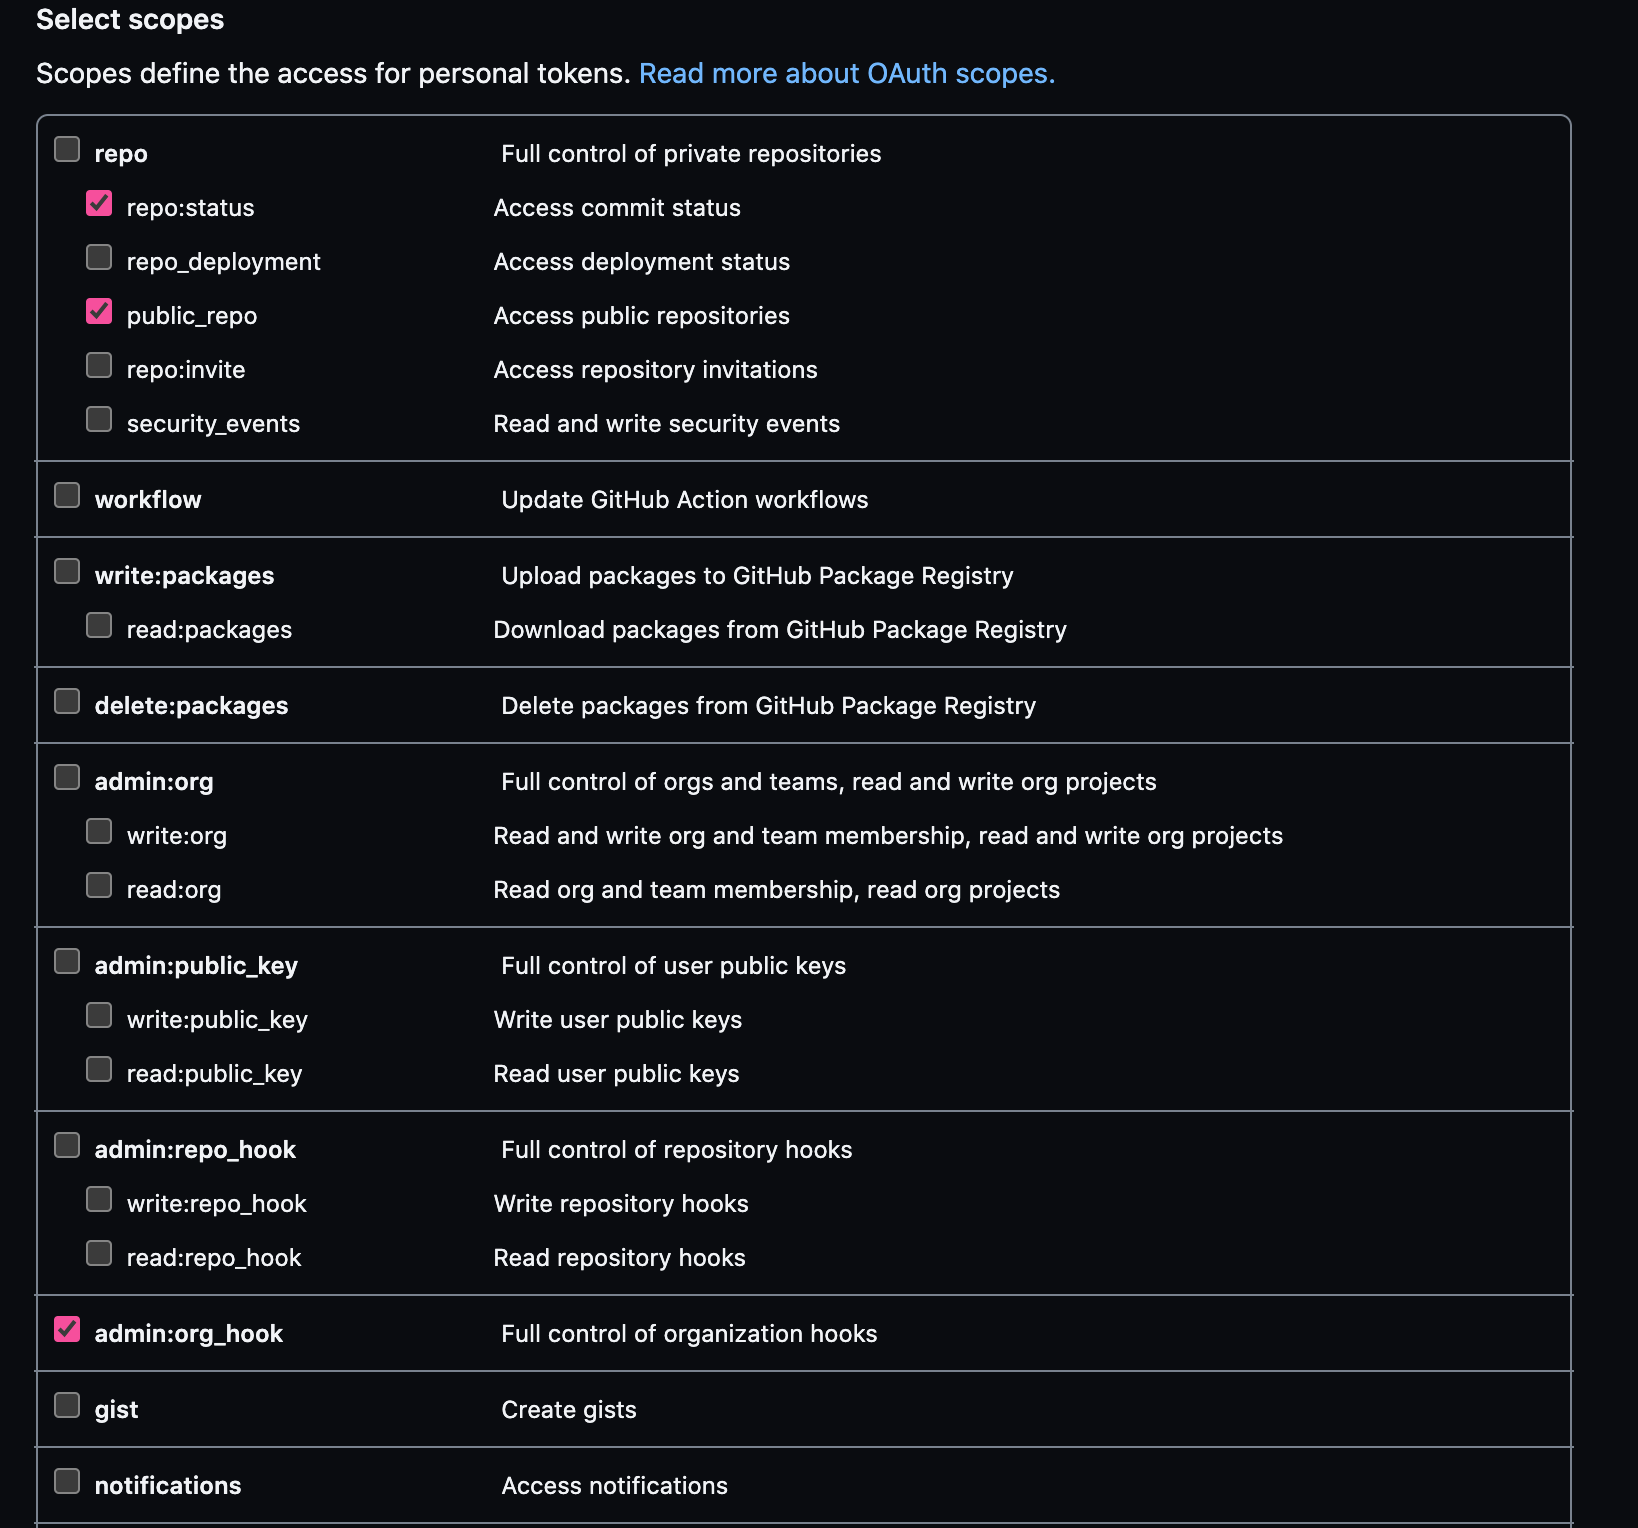 Select scopes
Scopes define the access for personal tokens. Read more about OAuth scopes.
repo Full control of private repositories
repo:status Access commit status
repo_deployment Access deployment status
public_repo Access public repositories
repo:invite Access repository invitations
security_events Read and write security events
workflow Update GitHub Action workflows
write:packages Upload packages to GitHub Package Registry
read:packages Download packages from GitHub Package Registry
delete:packages Delete packages from GitHub Package Registry
admin:org Full control of orgs and teams, read and write org projects
write:org Read and write org and team membership, read and write org projects
read:org Read org and team membership, read org projects
admin:public_key Full control of user public keys
write:public_key Write user public keys
read:public_key Read user public keys
admin:repo_hook Full control of repository hooks
write:repo_hook Write repository hooks
read:repo_hook Read repository hooks
admin:org_hook Full control of organization hooks
gist Create gists
notifications Access notifications